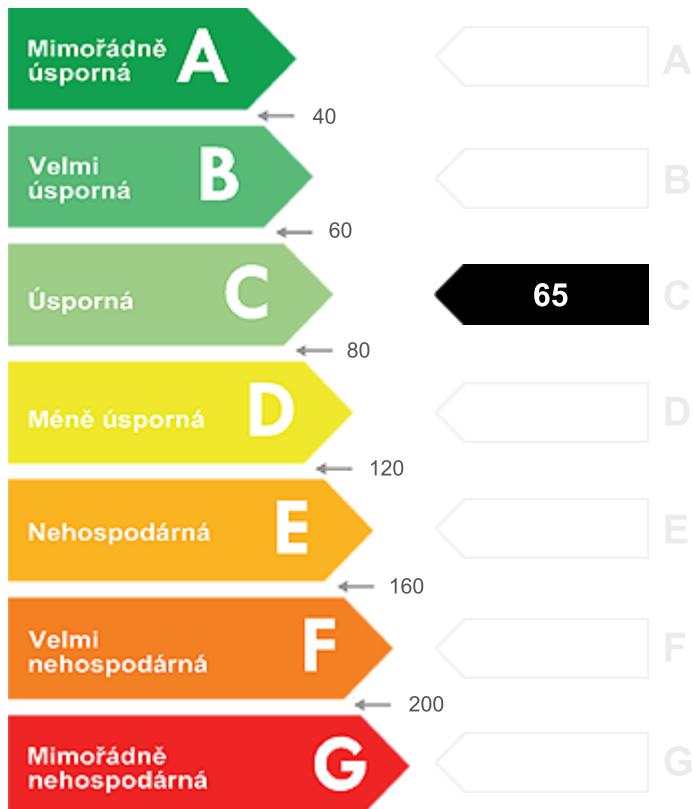 Mimořádně
úsporná
A
A
40
Velmi
úsporná
B
B
60
Úsporná
C
65
C
80
Méně úsporná
D
D
120
Nehospodárná
E
E
160
Velmi
nehospodárná
F
F
200
Mimořádně
nehospodárná
G
G